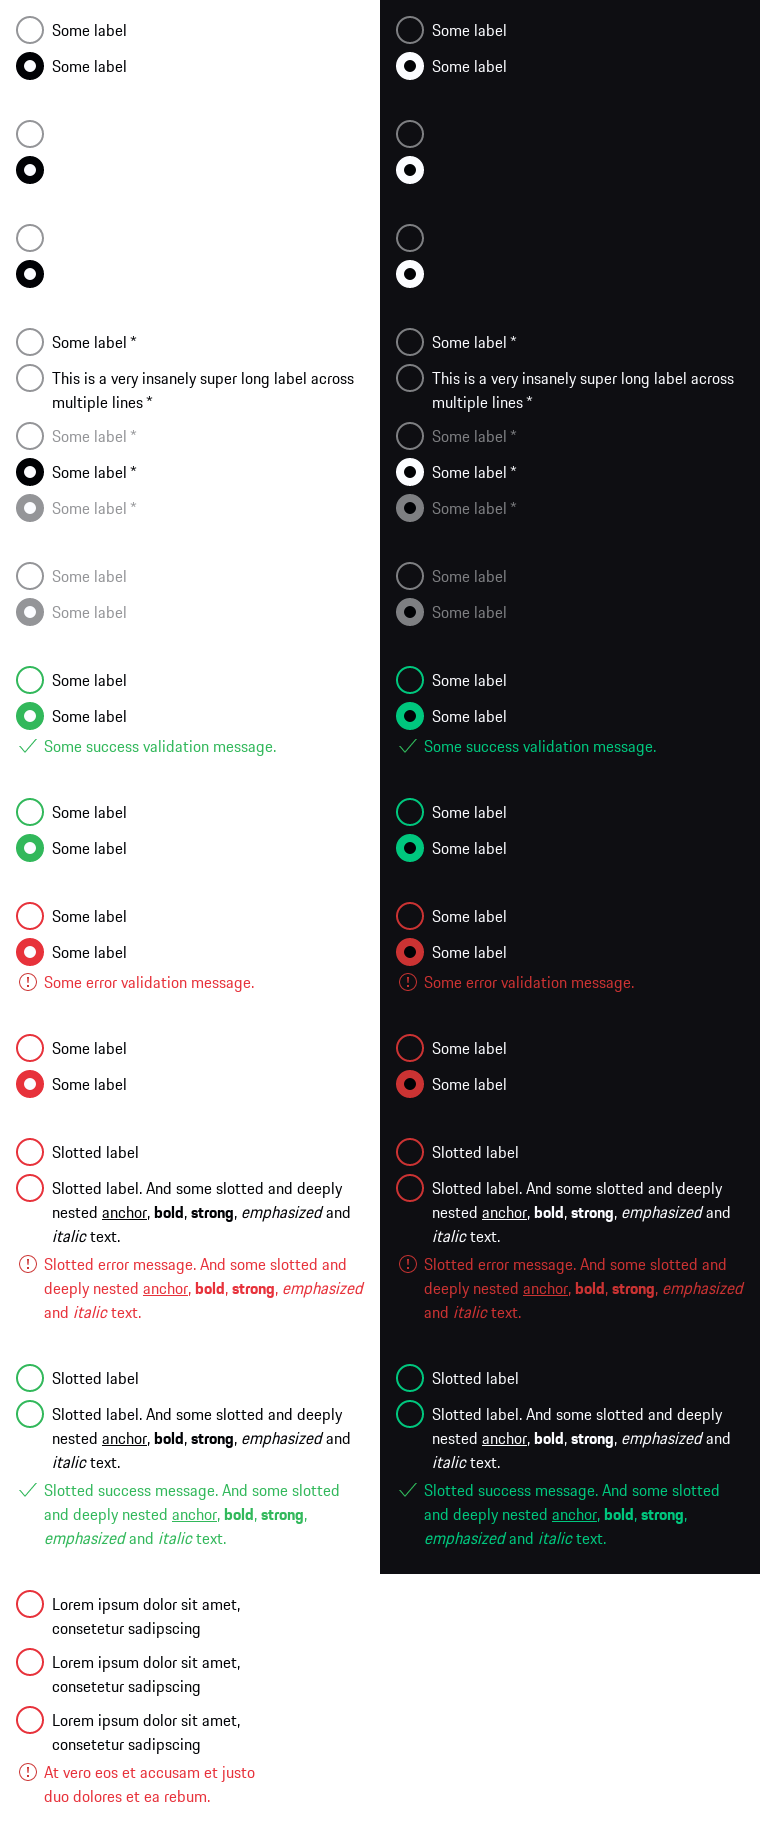 Some label
Some label
Some label *
This is a very insanely super long label across
multiple lines *
Some label *
Some label *
Some label *
Some label
Some label
Some label
Some label
Some success validation message.
Some label
Some label
Some label
Some label
Some error validation message.
Some label
Some label
Slotted label
Slotted label. And some slotted and deeply
nested anchor, bold, strong, emphasized and
italic text.
Slotted error message. And some slotted and
deeply nested anchor, bold, strong, emphasized
and italic text.
Slotted label
Slotted label. And some slotted and deeply
nested anchor, bold, strong, emphasized and
italic text.
Slotted success message. And some slotted
and deeply nested anchor, bold, strong,
emphasized and italic text.
Lorem ipsum dolor sit amet,
consetetur sadipscing
Lorem ipsum dolor sit amet,
consetetur sadipscing
Lorem ipsum dolor sit amet,
consetetur sadipscing
At vero eos et accusam et justo
duo dolores et ea rebum.
Some label
Some label
Some label *
This is a very insanely super long label across
multiple lines *
Some label *
Some label *
Some label *
Some label
Some label
Some label
Some label
Some success validation message.
Some label
Some label
Some label
Some label
Some error validation message.
Some label
Some label
Slotted label
Slotted label. And some slotted and deeply
nested anchor, bold, strong, emphasized and
italic text.
Slotted error message. And some slotted and
deeply nested anchor, bold, strong, emphasized
and italic text.
Slotted label
Slotted label. And some slotted and deeply
nested anchor, bold, strong, emphasized and
italic text.
Slotted success message. And some slotted
and deeply nested anchor, bold, strong,
emphasized and italic text.